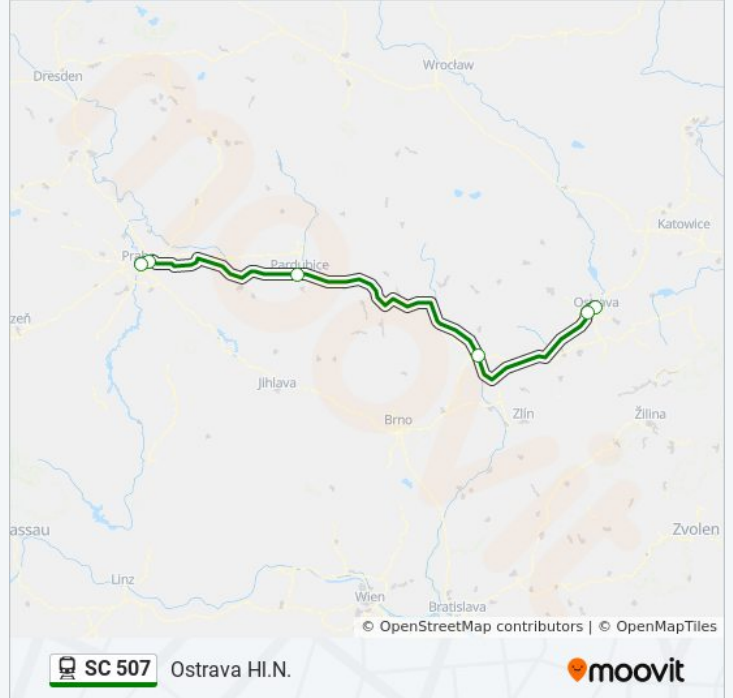 Dresden
Wrocław
Katowice
Pardubice
Ostrava
zeň
Jihlava
Brno
Zlín
Žilina
assau
Zvolen
Linz
Wien
Bratislava
© OpenStreetMap contributors | © OpenMapTiles
SC 507 Ostrava Hl.N.
moovit